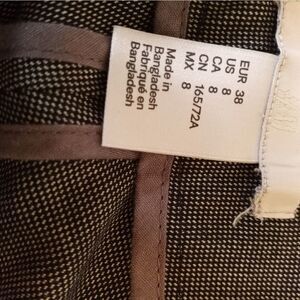 EUR 38
US 8
CA 8
CN 165/72A
MX 8
Made in
Bangladesh
Fabriqué en
Bangladesh